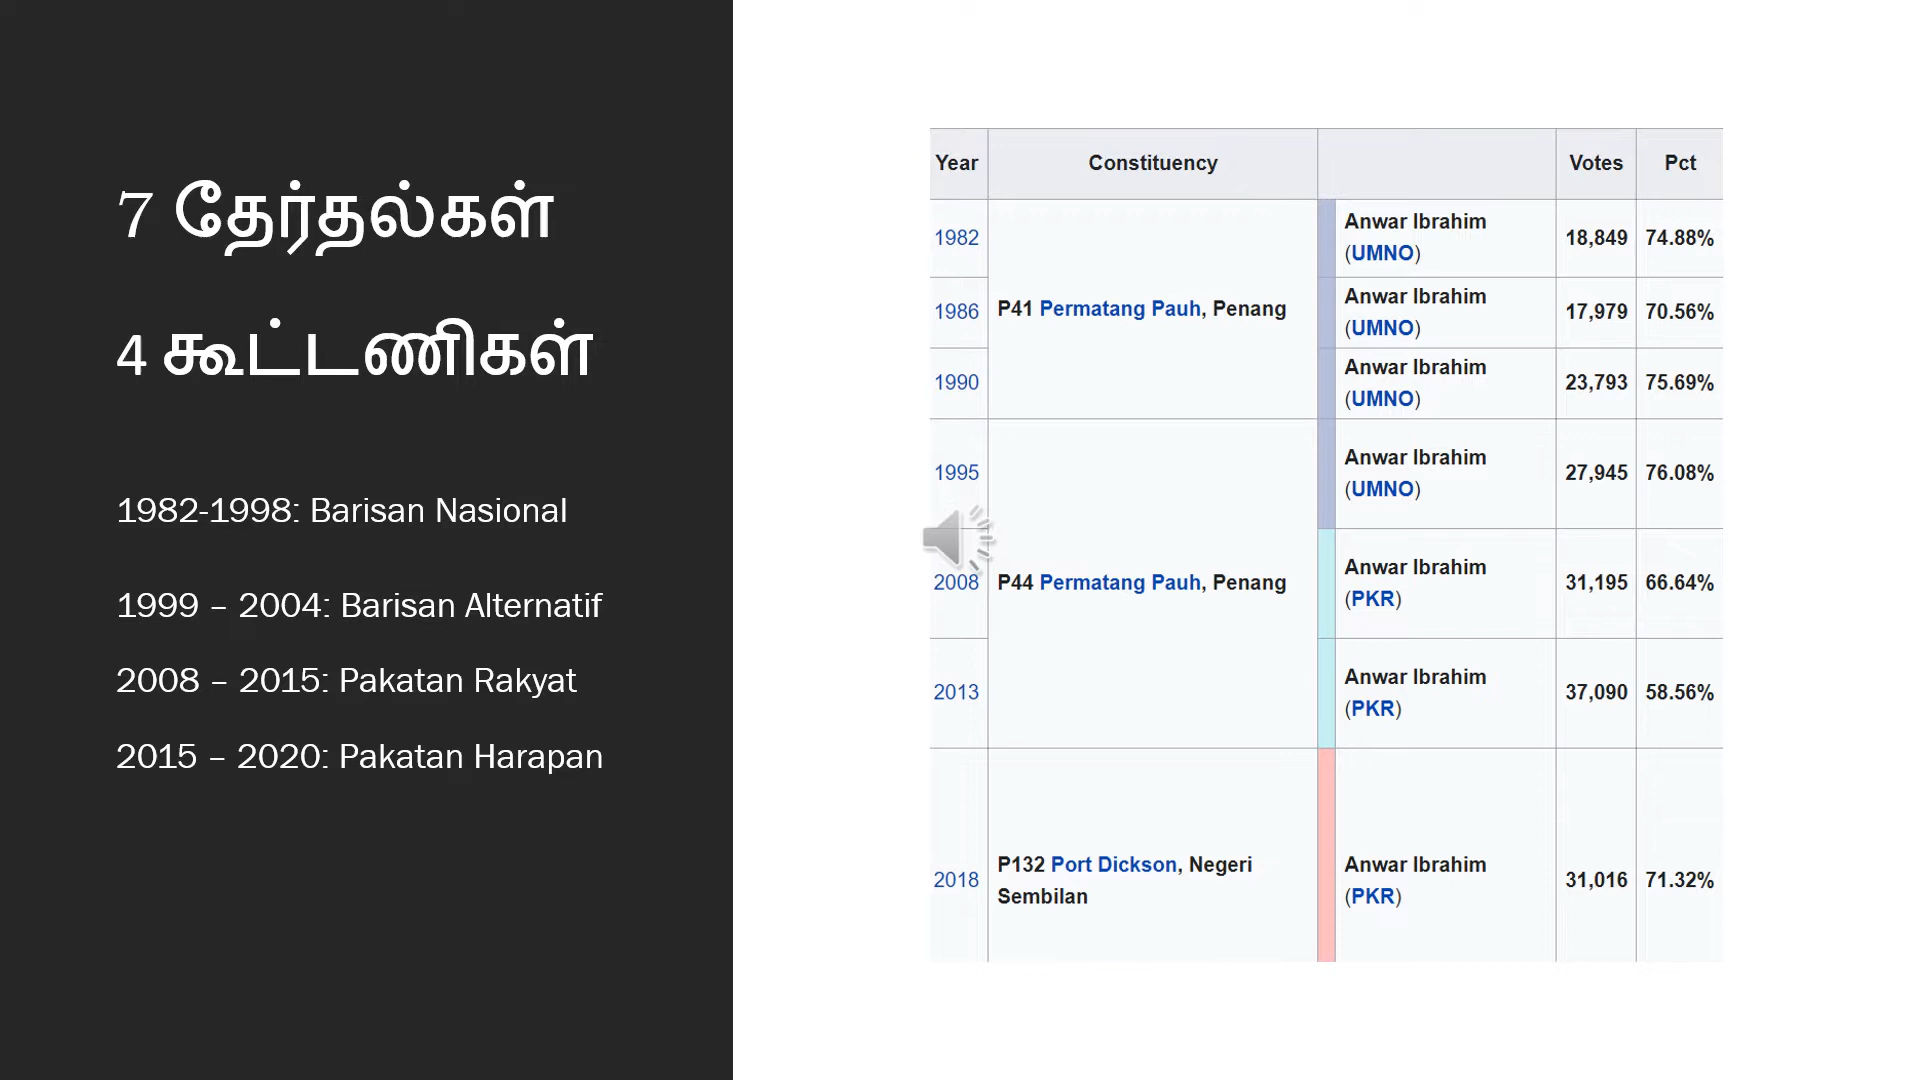 7 தேர்தல்கள்
4 கூட்டணிகள்
1982-1998: Barisan Nasional
1999 – 2004: Barisan Alternatif
2008 – 2015: Pakatan Rakyat
2015 – 2020: Pakatan Harapan
Year Constituency Votes Pct
1982 Anwar Ibrahim (UMNO) 18,849 74.88%
P41 Permatang Pauh, Penang
1986 Anwar Ibrahim (UMNO) 17,979 70.56%
1990 Anwar Ibrahim (UMNO) 23,793 75.69%
1995 Anwar Ibrahim (UMNO) 27,945 76.08%
P44 Permatang Pauh, Penang
2008 Anwar Ibrahim (PKR) 31,195 66.64%
2013 Anwar Ibrahim (PKR) 37,090 58.56%
2018 P132 Port Dickson, Negeri Sembilan Anwar Ibrahim (PKR) 31,016 71.32%